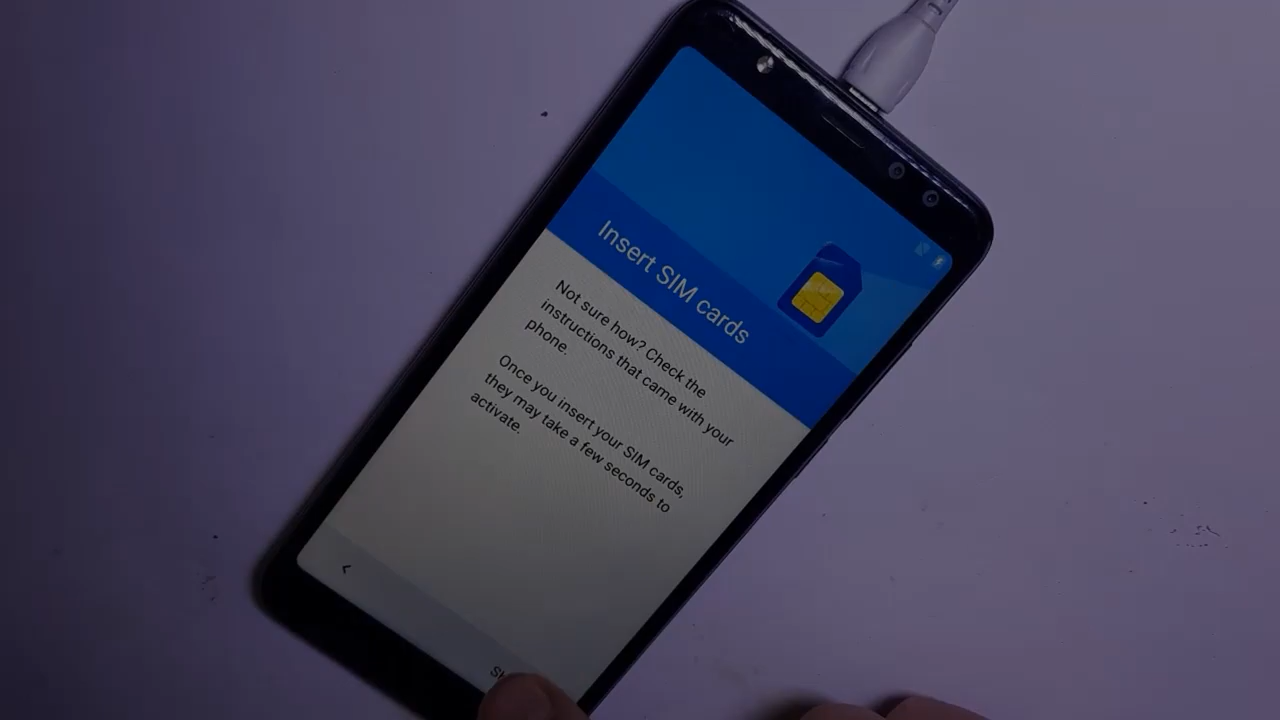 Insert SIM cards
Not sure how? Check the
instructions that came with your
phone.
Once you insert your SIM cards,
they may take a few seconds to
activate.